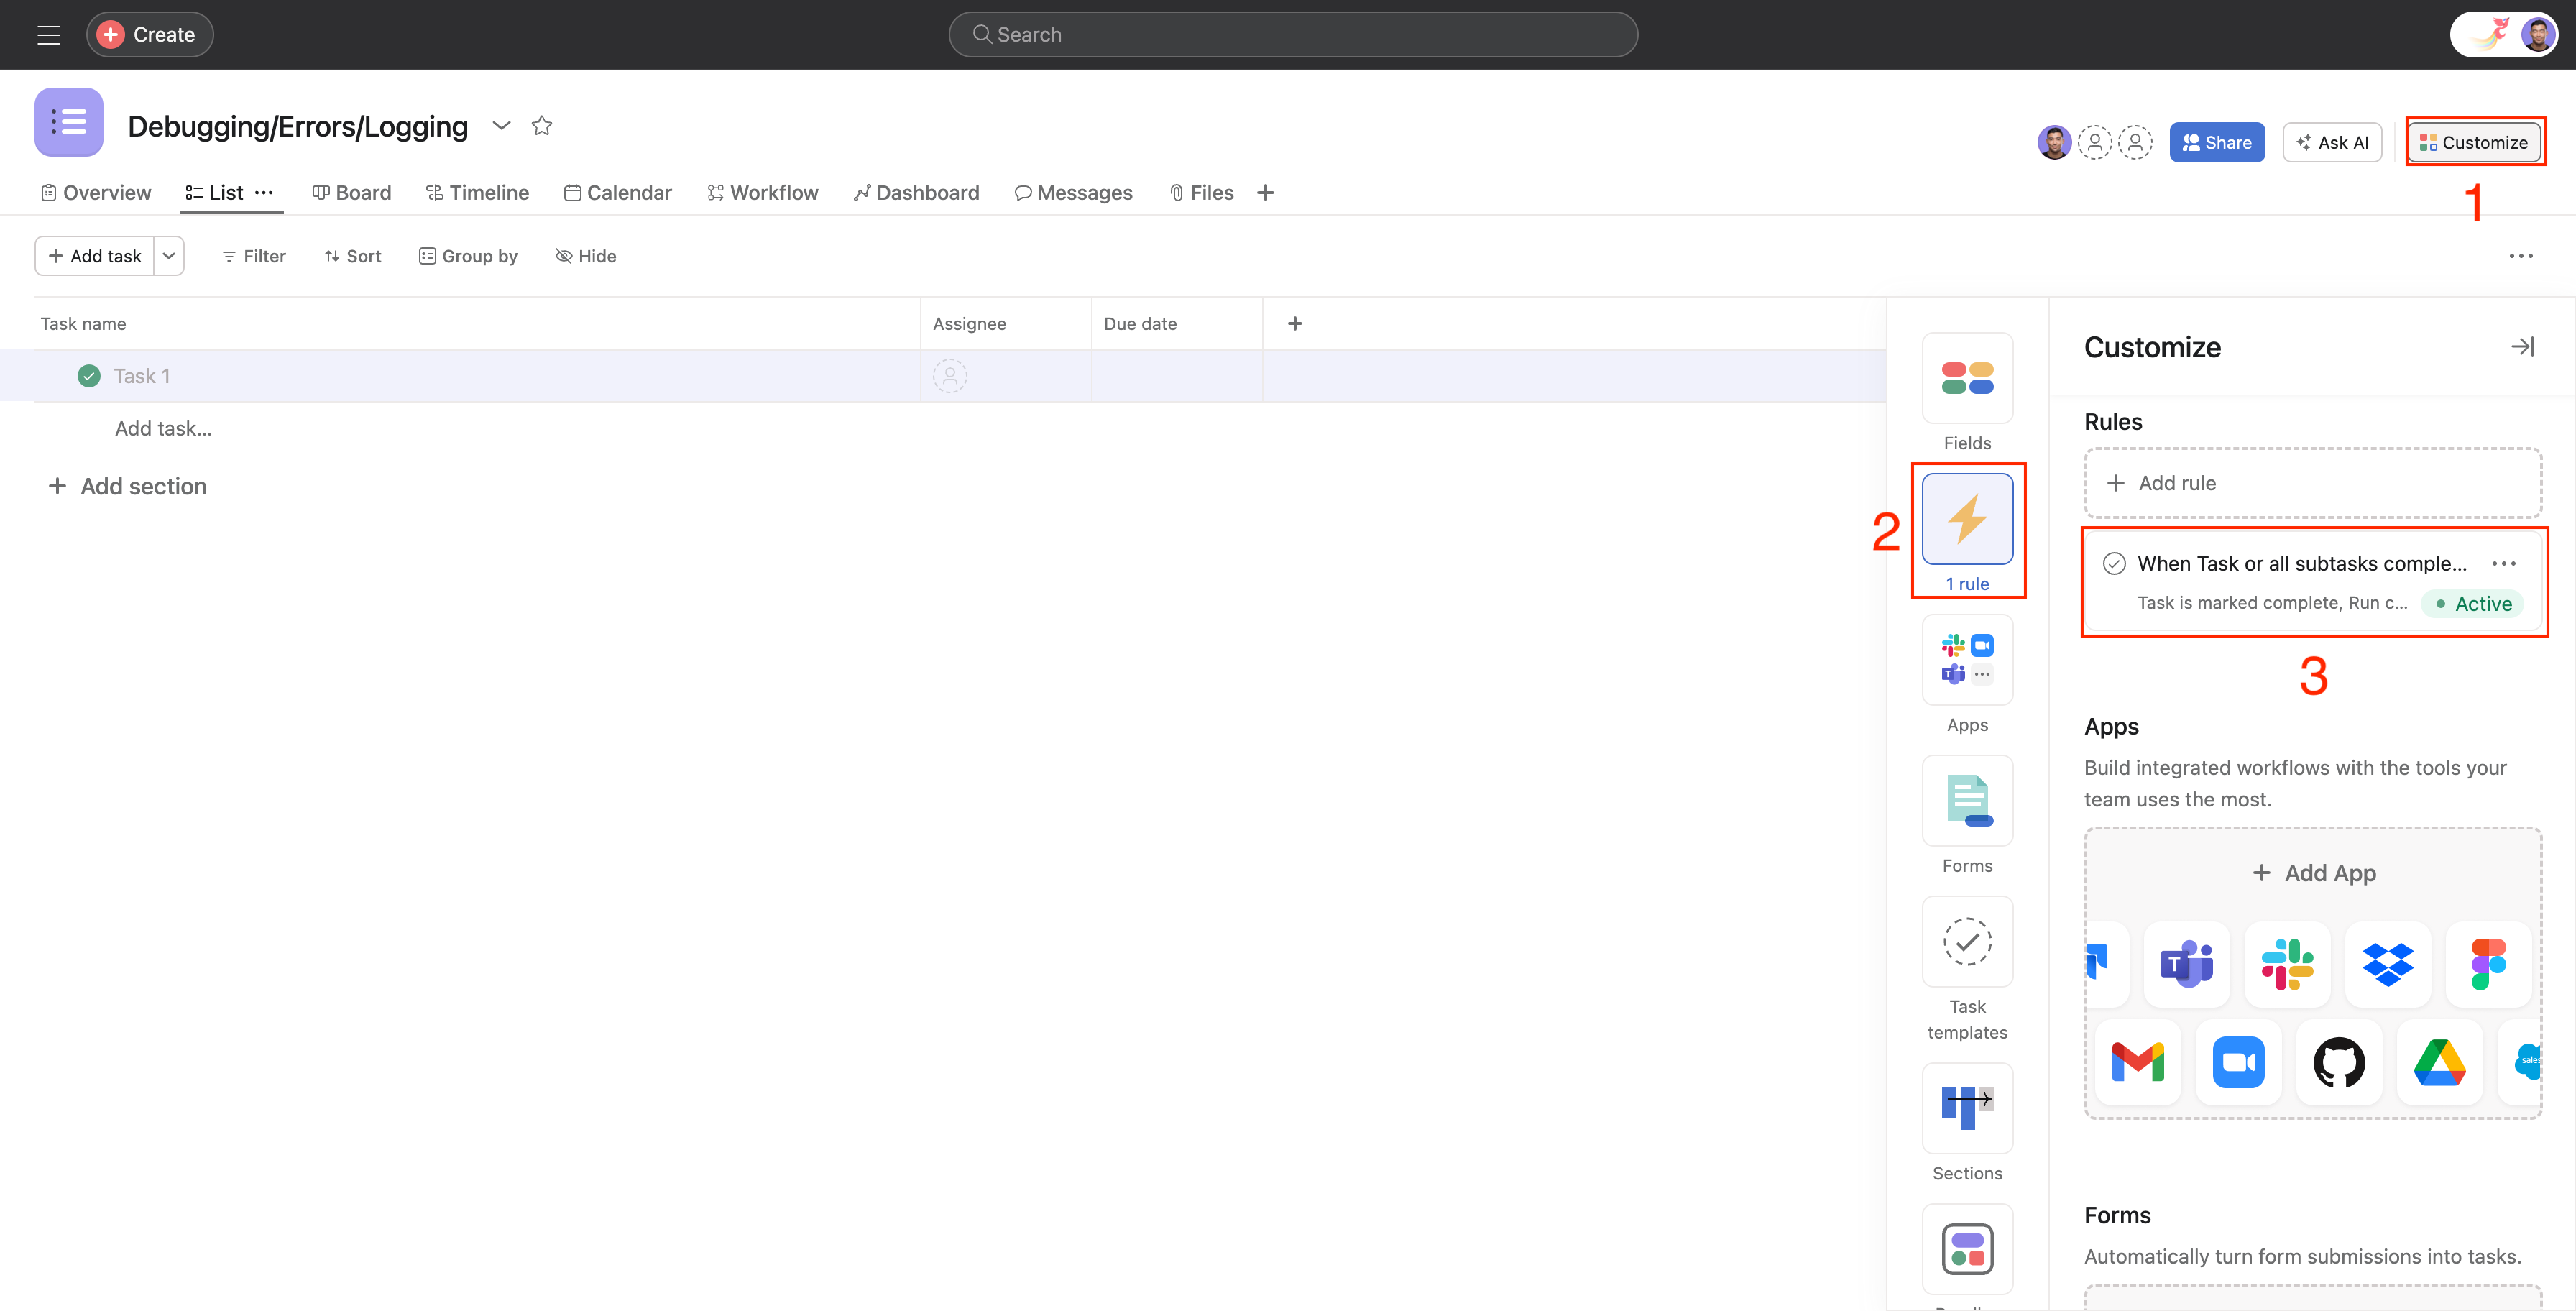 Create
Search
Debugging/Errors/Logging
Share
Ask AI
Customize
1
Overview
List
Board
Timeline
Calendar
Workflow
Dashboard
Messages
Files
Add task
Filter
Sort
Group by
Hide
Task name
Assignee
Due date
Task 1
Add task...
Add section
Fields
2
1 rule
Apps
Forms
Task
templates
Sections
Customize
Rules
Add rule
When Task or all subtasks comple...
Task is marked complete, Run c...
Active
3
Apps
Build integrated workflows with the tools your
team uses the most.
Add App
T
Forms
Automatically turn form submissions into tasks.